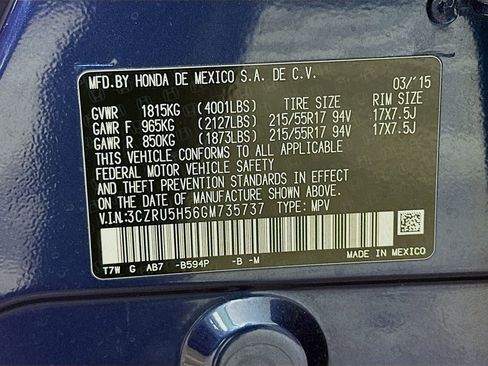 MFD.BY HONDA DE MEXICO S.A. DE C.V.
03/'15
GVWR 1815KG (4001LBS) TIRE SIZE RIM SIZE
GAWR F 965KG (2127LBS) 215/55R17 94V 17X7.5J
GAWR R 850KG (1873LBS) 215/55R17 94V 17X7.5J
THIS VEHICLE CONFORMS TO ALL APPLICABLE
FEDERAL MOTOR VEHICLE SAFETY
AND THEFT PREVENTION STANDARDS IN EFFECT
ON THE DATE OF MANUFACTURE SHOWN ABOVE.
V.I.N:3CZRU5H56GM735737 TYPE: MPV
T7W G AB7 -B594P -B -M
MADE IN MEXICO